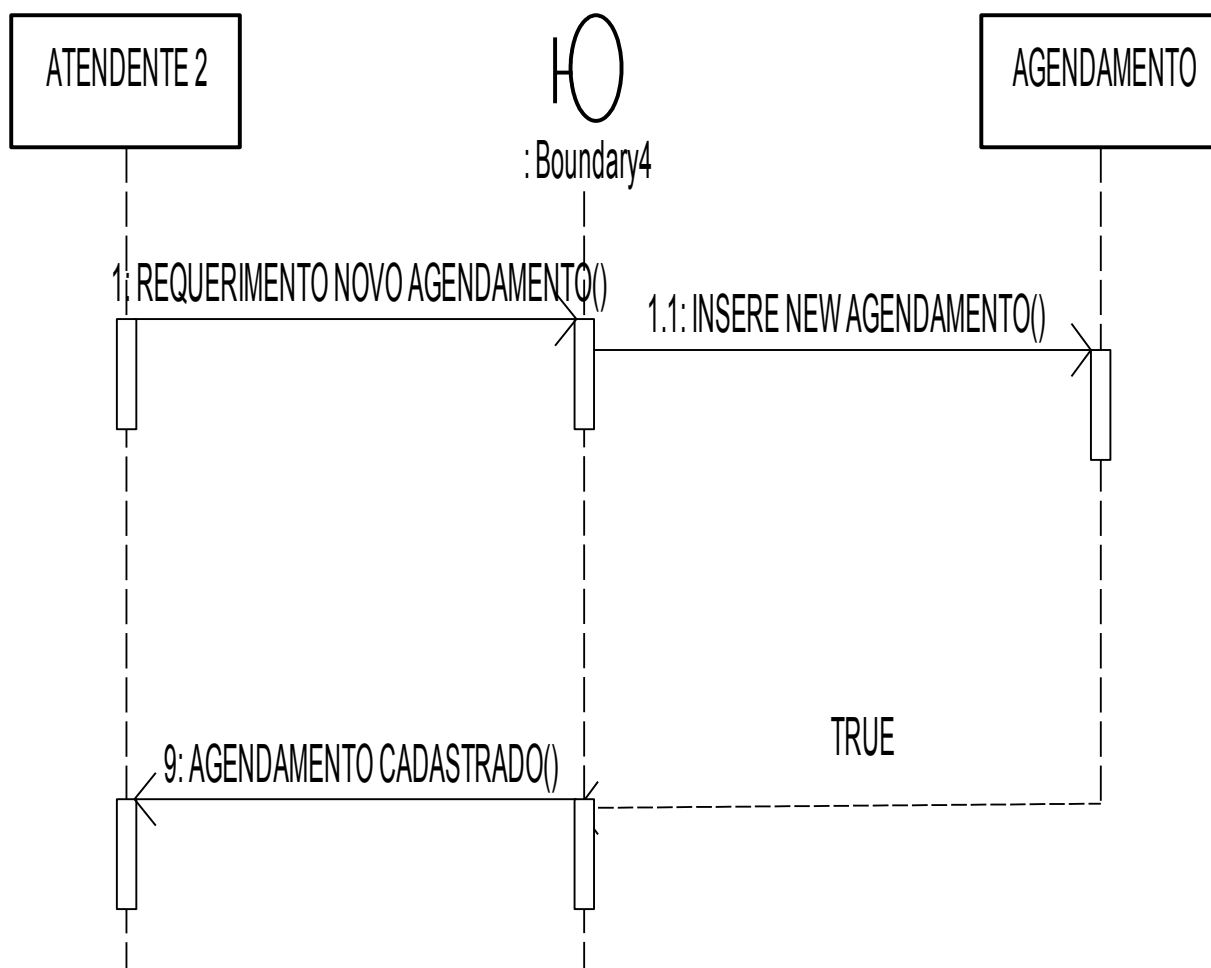 ATENDENTE 2
: Boundary4
AGENDAMENTO
1: REQUERIMENTO NOVO AGENDAMENTO()
1.1: INSERE NEW AGENDAMENTO()
TRUE
9: AGENDAMENTO CADASTRADO()